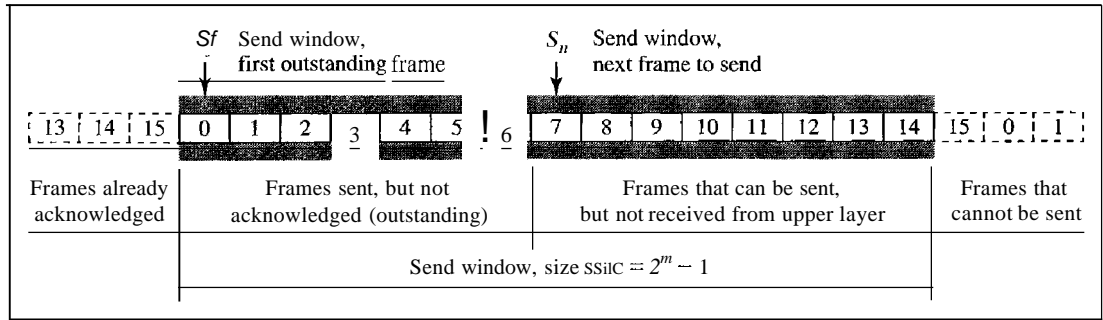 Sf Send window, first outstanding frame
Sn Send window, next frame to send
13 14 15 0 1 2 3 4 5 ! 6 7 8 9 10 11 12 13 14 15 0 1
Frames already acknowledged
Frames sent, but not acknowledged (outstanding)
Frames that can be sent, but not received from upper layer
Frames that cannot be sent
Send window, size SSiIC = 2^m − 1